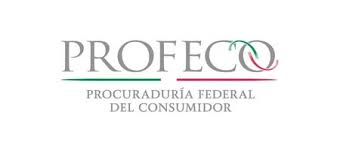 PROFECO
PROCURADURÍA FEDERAL
DEL CONSUMIDOR